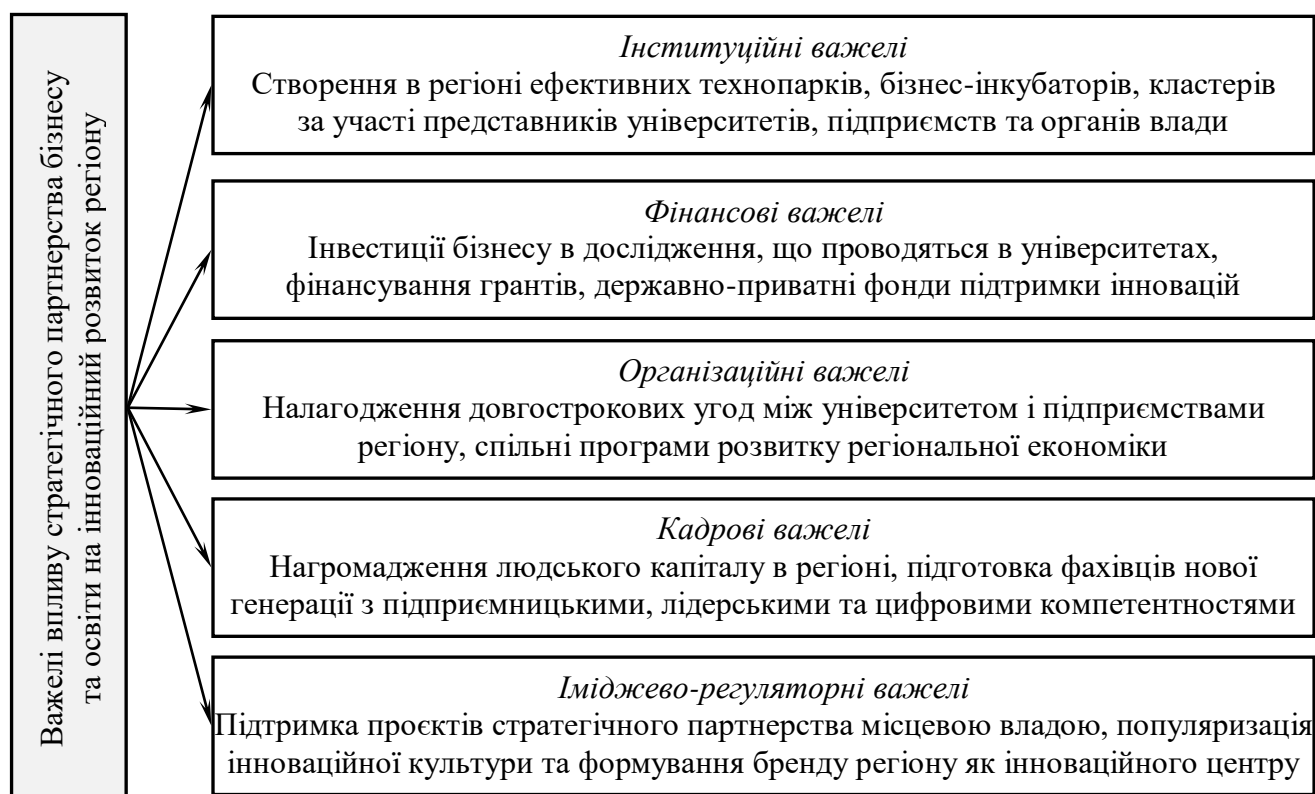 Важелі впливу стратегічного партнерства бізнесу
та освіти на інноваційний розвиток регіону
Інституційні важелі
Створення в регіоні ефективних технопарків, бізнес-інкубаторів, кластерів
за участі представників університетів, підприємств та органів влади
Фінансові важелі
Інвестиції бізнесу в дослідження, що проводяться в університетах,
фінансування грантів, державно-приватні фонди підтримки інновацій
Організаційні важелі
Налагодження довгострокових угод між університетом і підприємствами
регіону, спільні програми розвитку регіональної економіки
Кадрові важелі
Нагромадження людського капіталу в регіоні, підготовка фахівців нової
генерації з підприємницькими, лідерськими та цифровими компетентностями
Іміджево-регуляторні важелі
Підтримка проєктів стратегічного партнерства місцевою владою, популяризація
інноваційної культури та формування бренду регіону як інноваційного центру